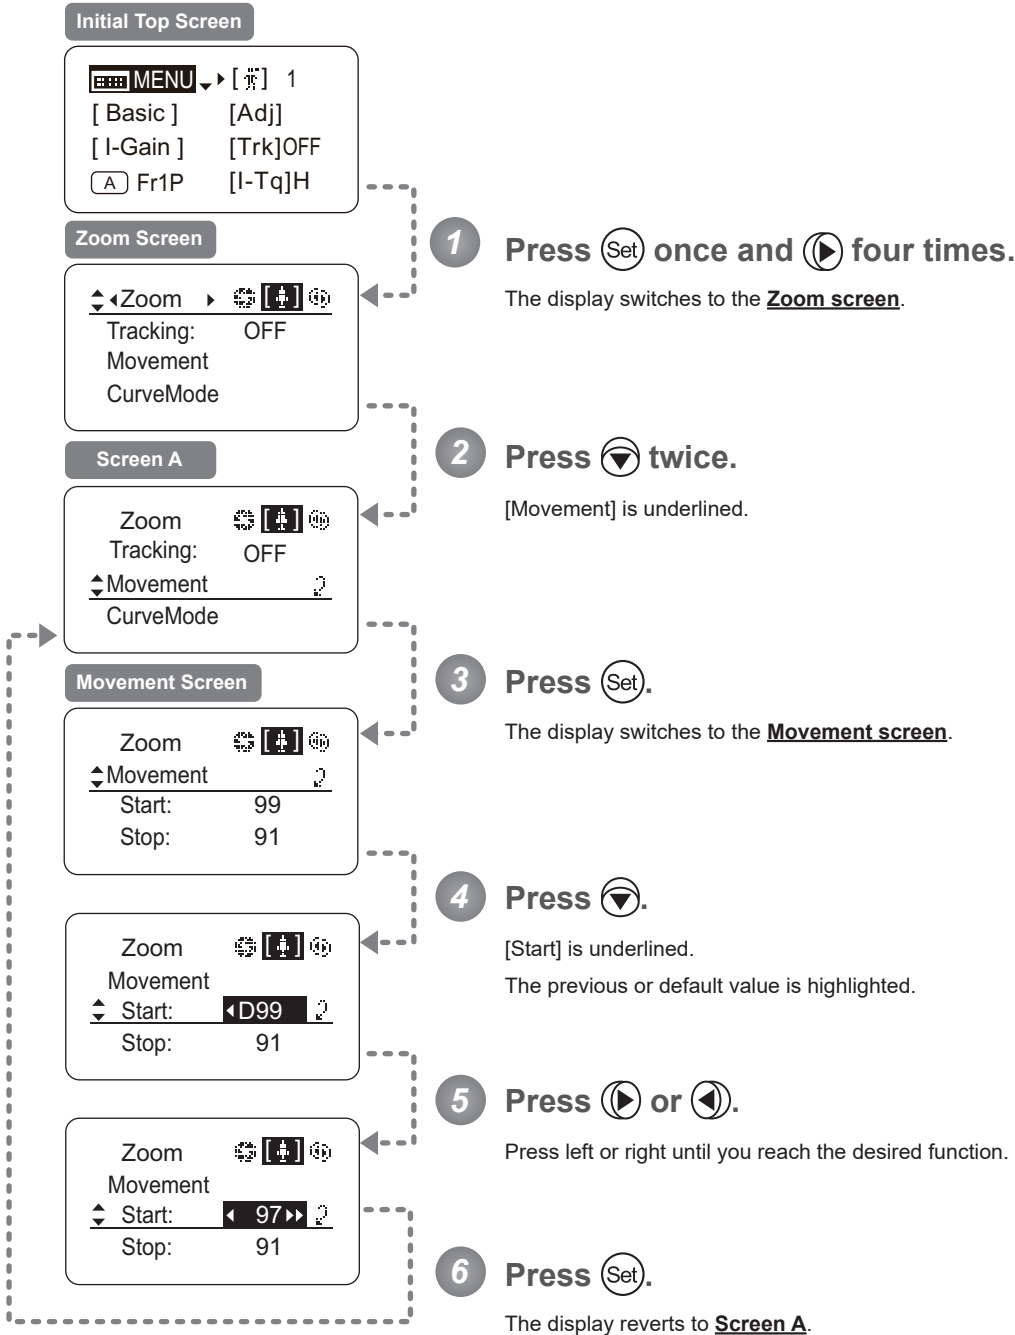 Initial Top Screen
MENU [ ] 1
[ Basic ] [Adj]
[ I-Gain ] [Trk]OFF
A Fr1P [I-Tq]H
Zoom Screen
Zoom [ ]
Tracking: OFF
Movement
CurveMode
1 Press Set once and four times.
The display switches to the Zoom screen.
Screen A
Zoom [ ]
Tracking: OFF
Movement
CurveMode
2 Press twice.
[Movement] is underlined.
Movement Screen
Zoom [ ]
Movement
Start: 99
Stop: 91
3 Press Set.
The display switches to the Movement screen.
Zoom [ ]
Movement
Start: D99
Stop: 91
4 Press .
[Start] is underlined.
The previous or default value is highlighted.
Zoom [ ]
Movement
Start: 97
Stop: 91
5 Press or .
Press left or right until you reach the desired function.
6 Press Set.
The display reverts to Screen A.